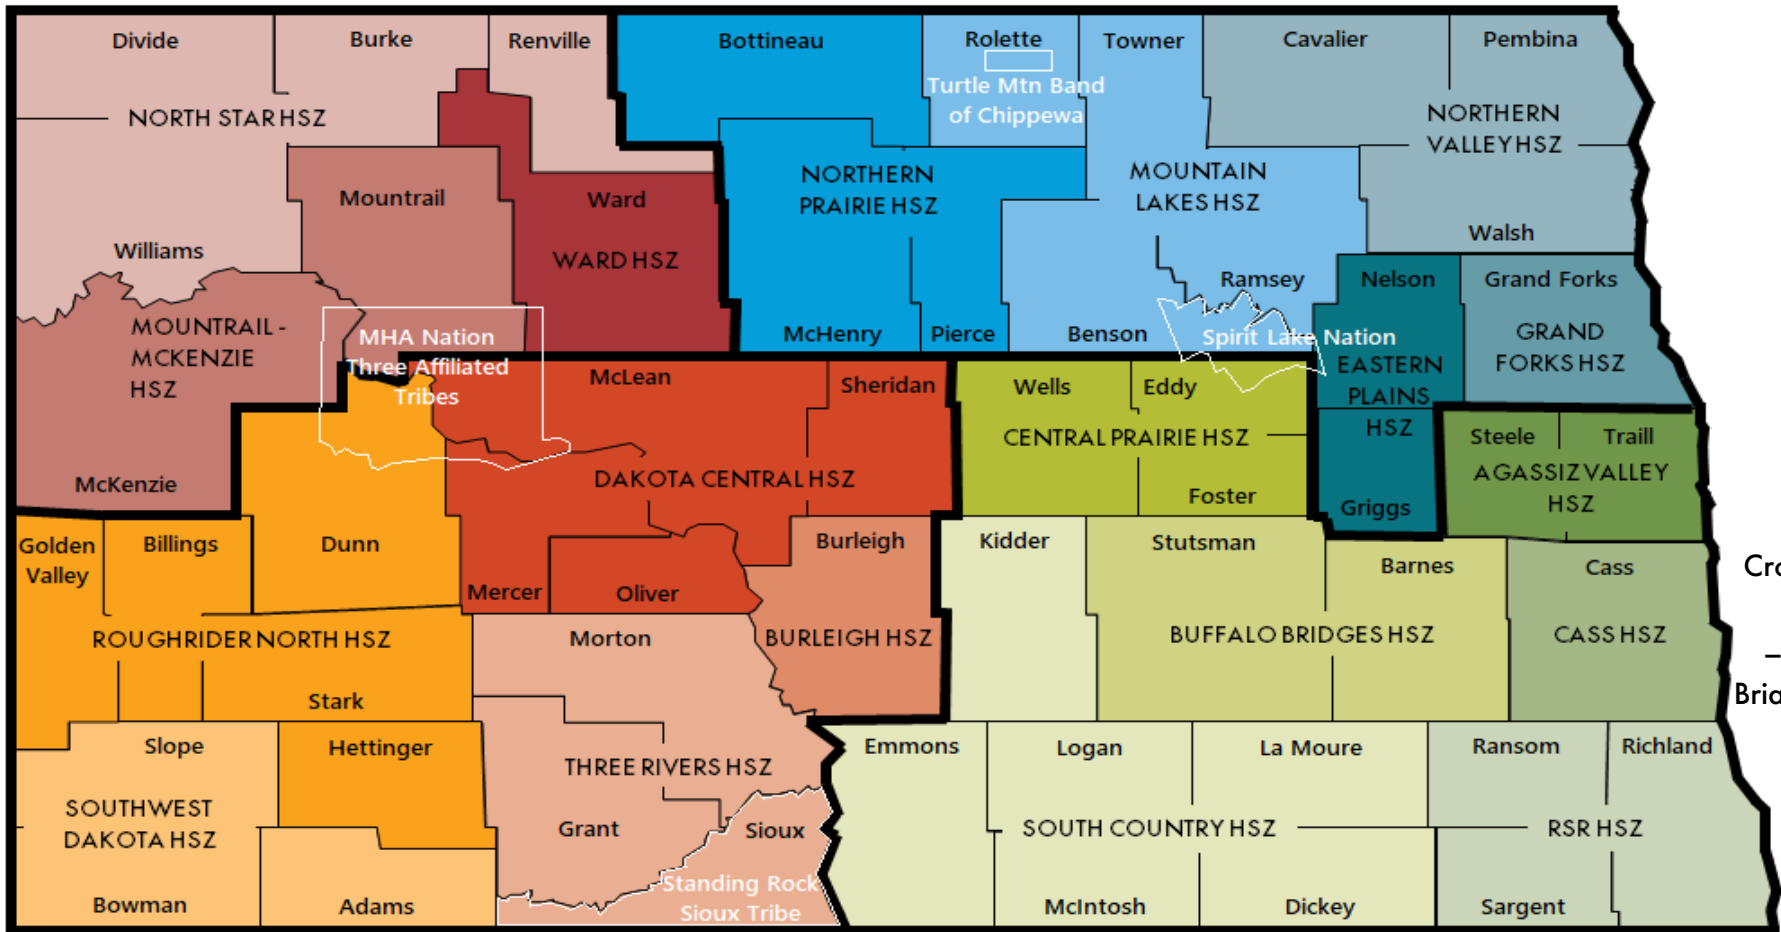 Divide
Burke
Renville
Bottineau
Rolette
Towner
Cavalier
Pembina
NORTH STAR HSZ
Turtle Mtn Band
of Chippewa
NORTHERN
VALLEY HSZ
Mountrail
Ward
NORTHERN
PRAIRIE HSZ
MOUNTAIN
LAKES HSZ
Williams
WARD HSZ
Walsh
Ramsey
Nelson
Grand Forks
MOUNTRAIL -
MCKENZIE
HSZ
MHA Nation
Three Affiliated
Tribes
McHenry
Pierce
Benson
Spirit Lake Nation
GRAND
FORKS HSZ
EASTERN
PLAINS
HSZ
McLean
Sheridan
Wells
Eddy
CENTRAL PRAIRIE HSZ
Steele
Traill
AGASSIZ VALLEY
HSZ
McKenzie
DAKOTA CENTRAL HSZ
Foster
Griggs
Golden
Valley
Billings
Dunn
Burleigh
Kidder
Stutsman
Barnes
Cass
Mercer
Oliver
ROUGHRIDER NORTH HSZ
Morton
BURLEIGH HSZ
BUFFALO BRIDGES HSZ
CASS HSZ
–
Stark
Slope
Hettinger
Emmons
Logan
La Moure
Ransom
Richland
THREE RIVERS HSZ
SOUTHWEST
DAKOTA HSZ
Grant
Sioux
SOUTH COUNTRY HSZ
RSR HSZ
Standing Rock
Sioux Tribe
Bowman
Adams
McIntosh
Dickey
Sargent